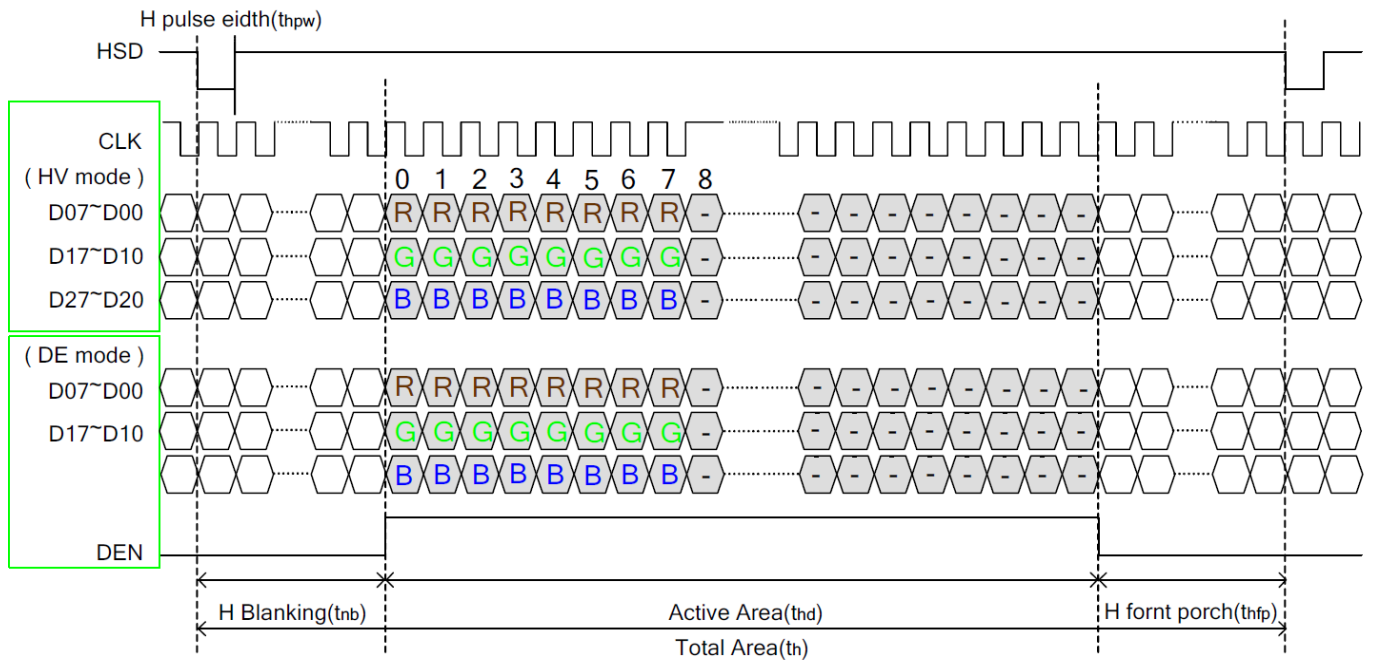 H pulse eidth(thpw)
HSD
CLK
( HV mode )
0 1 2 3 4 5 6 7 8
D07~D00 R R R R R R R R - - - - - - - - -
D17~D10 G G G G G G G G - - - - - - - - -
D27~D20 B B B B B B B B - - - - - - - - -
( DE mode )
D07~D00 R R R R R R R R - - - - - - - - -
D17~D10 G G G G G G G G - - - - - - - - -
B B B B B B B B - - - - - - - - -
DEN
H Blanking(tnb) Active Area(thd) H fornt porch(thfp)
Total Area(th)